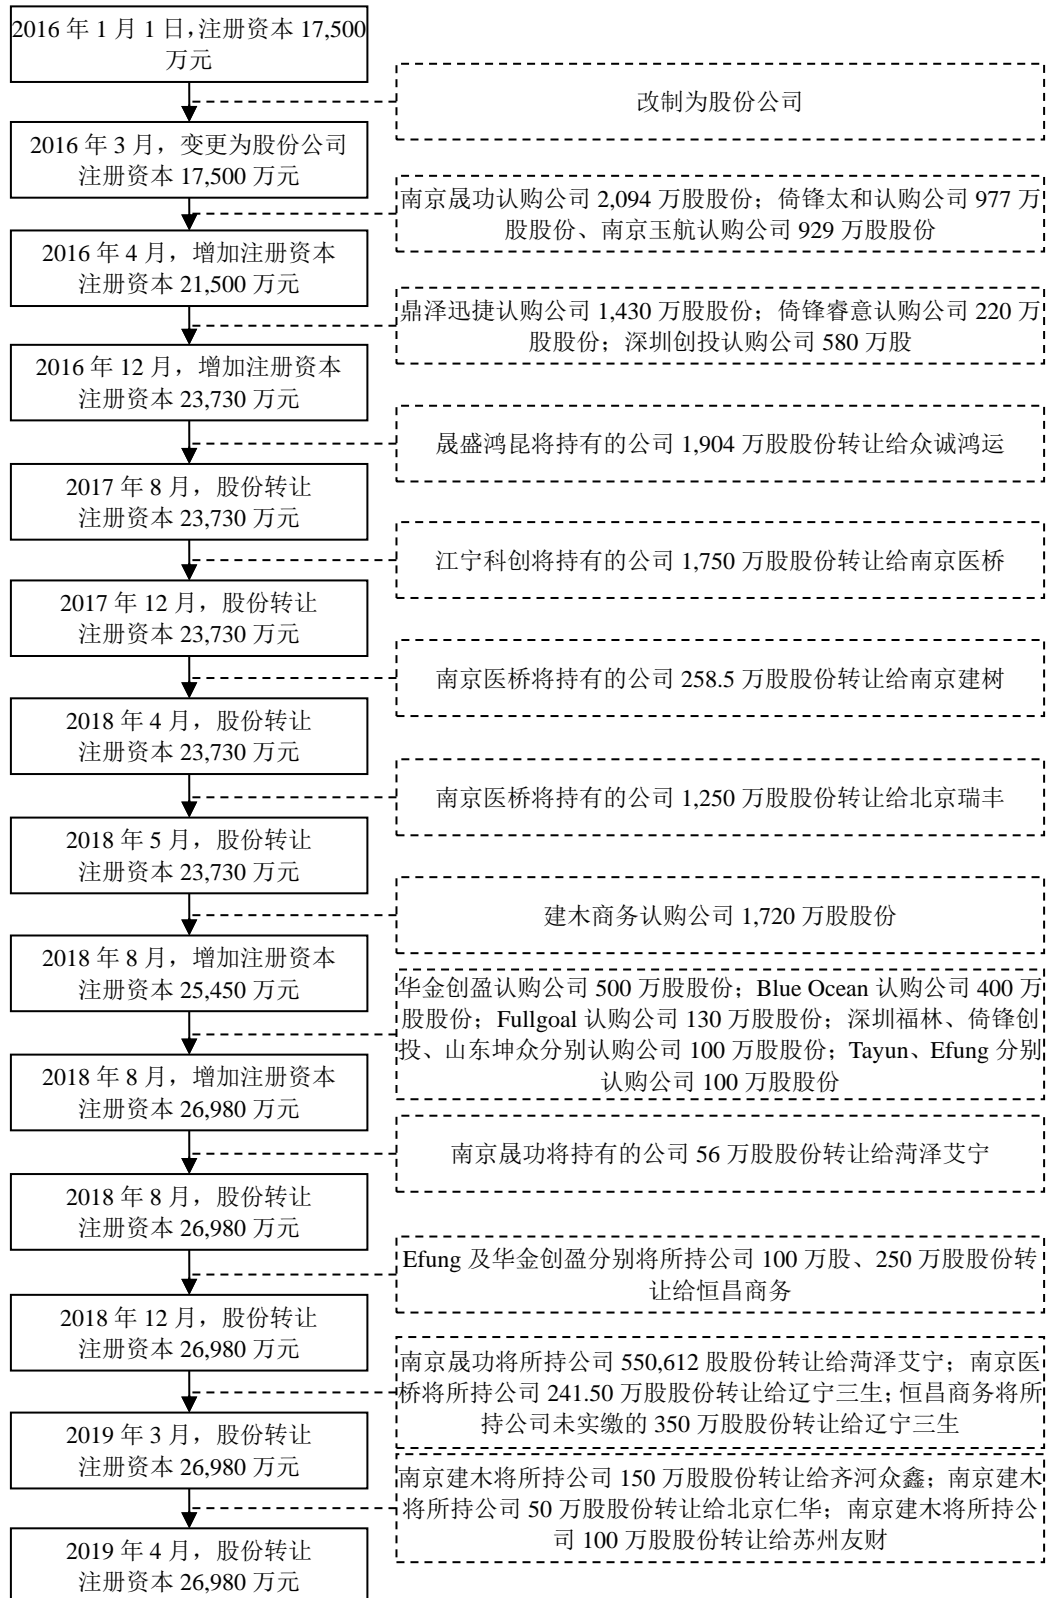 2016 年 1 月 1 日，注册资本 17,500
万元
改制为股份公司
2016 年 3 月，变更为股份公司
注册资本 17,500 万元
南京晟功认购公司 2,094 万股股份；倚锋太和认购公司 977 万
股股份、南京玉航认购公司 929 万股股份
2016 年 4 月，增加注册资本
注册资本 21,500 万元
鼎泽迅捷认购公司 1,430 万股股份；倚锋睿意认购公司 220 万
股股份；深圳创投认购公司 580 万股
2016 年 12 月，增加注册资本
注册资本 23,730 万元
晟盛鸿昆将持有的公司 1,904 万股股份转让给众诚鸿运
2017 年 8 月，股份转让
注册资本 23,730 万元
江宁科创将持有的公司 1,750 万股股份转让给南京医桥
2017 年 12 月，股份转让
注册资本 23,730 万元
南京医桥将持有的公司 258.5 万股股份转让给南京建树
2018 年 4 月，股份转让
注册资本 23,730 万元
南京医桥将持有的公司 1,250 万股股份转让给北京瑞丰
2018 年 5 月，股份转让
注册资本 23,730 万元
建木商务认购公司 1,720 万股股份
2018 年 8 月，增加注册资本
注册资本 25,450 万元
华金创盈认购公司 500 万股股份；Blue Ocean 认购公司 400 万
股股份；Fullgoal 认购公司 130 万股股份；深圳福林、倚锋创
投、山东坤众分别认购公司 100 万股股份；Tayun、Efung 分别
认购公司 100 万股股份
2018 年 8 月，增加注册资本
注册资本 26,980 万元
南京晟功将持有的公司 56 万股股份转让给菏泽艾宁
2018 年 8 月，股份转让
注册资本 26,980 万元
Efung 及华金创盈分别将所持公司 100 万股、250 万股股份转
让给恒昌商务
2018 年 12 月，股份转让
注册资本 26,980 万元
南京晟功将所持公司 550,612 股股份转让给菏泽艾宁；南京医
桥将所持公司 241.50 万股股份转让给辽宁三生；恒昌商务将所
持公司未实缴的 350 万股股份转让给辽宁三生
2019 年 3 月，股份转让
注册资本 26,980 万元
南京建木将所持公司 150 万股股份转让给齐河众鑫；南京建木
将所持公司 50 万股股份转让给北京仁华；南京建木将所持公
司 100 万股股份转让给苏州友财
2019 年 4 月，股份转让
注册资本 26,980 万元